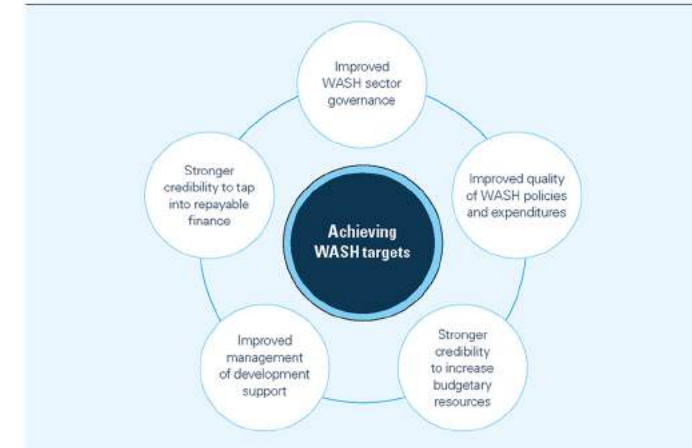 Improved
WASH sector
governance
Stronger
credibility to tap
into repayable
finance
Improved quality
of WASH policies
and expenditures
Achieving
WASH targets
Improved
management
of development
support
Stronger
credibility
to increase
budgetary
resources